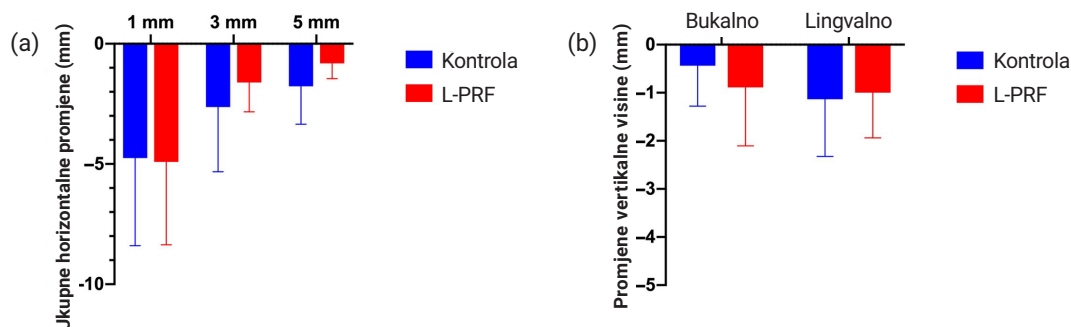 (a)
1 mm 3 mm 5 mm
Ukupne horizontalne promjene (mm)
0
–5
-10
Kontrola
L-PRF
(b)
Bukalno Lingvalno
Promjene vertikalne visine (mm)
0
–1
–2
–3
–4
–5
Kontrola
L-PRF